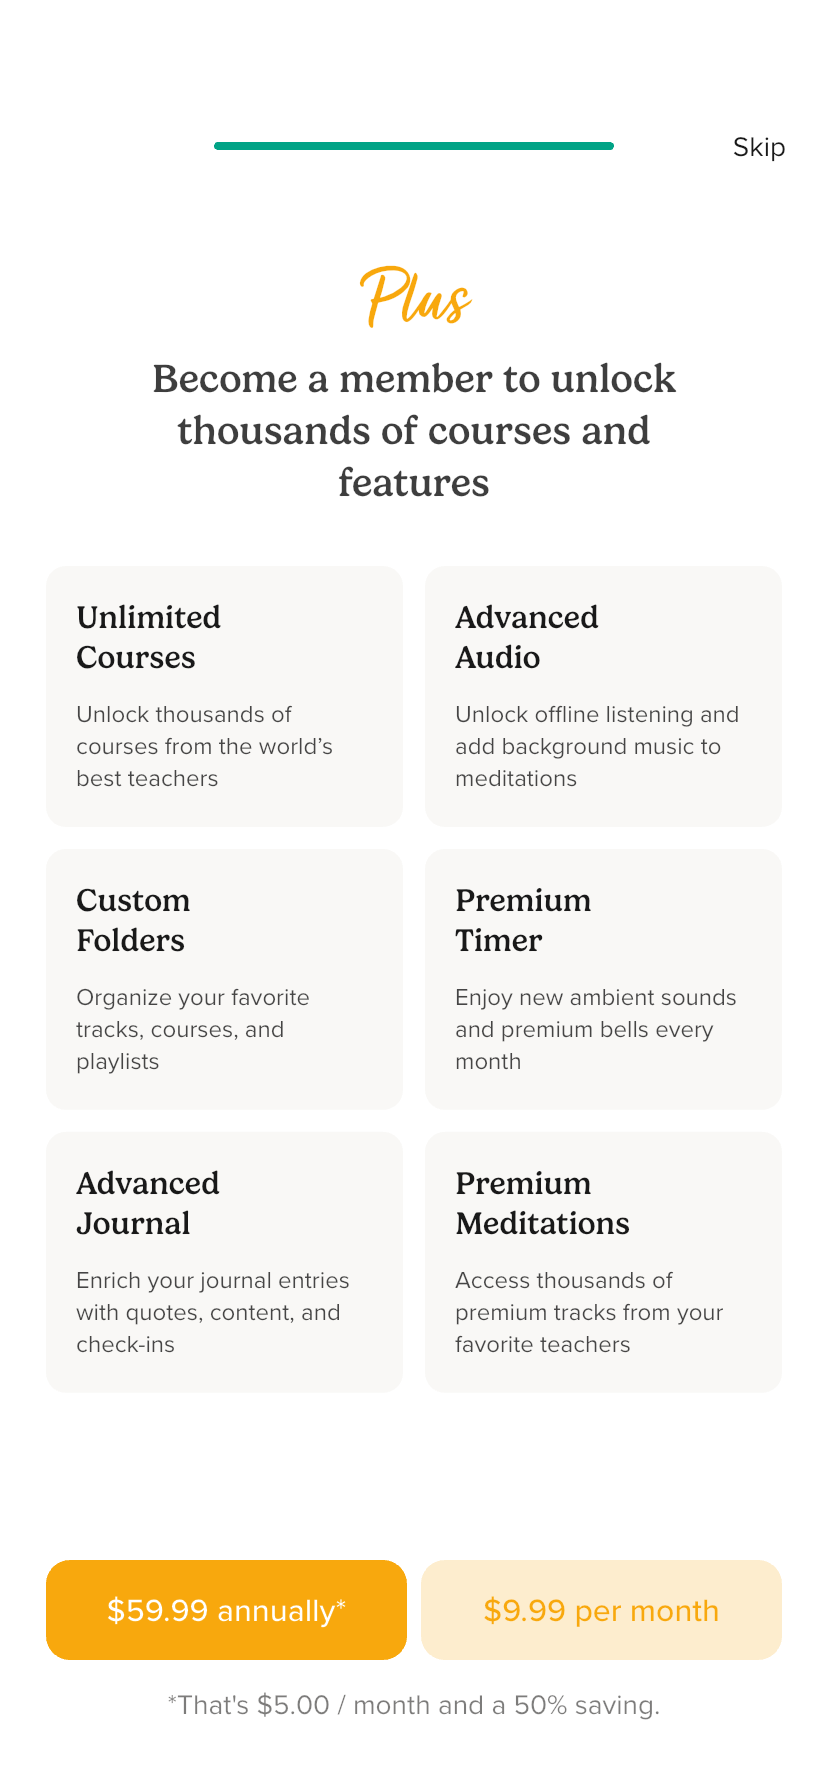 Skip
Plus
Become a member to unlock
thousands of courses and
features
Unlimited
Courses
Unlock thousands of
courses from the world’s
best teachers
Advanced
Audio
Unlock offline listening and
add background music to
meditations
Custom
Folders
Organize your favorite
tracks, courses, and
playlists
Premium
Timer
Enjoy new ambient sounds
and premium bells every
month
Advanced
Journal
Enrich your journal entries
with quotes, content, and
check-ins
Premium
Meditations
Access thousands of
premium tracks from your
favorite teachers
$59.99 annually*
$9.99 per month
*That's $5.00 / month and a 50% saving.